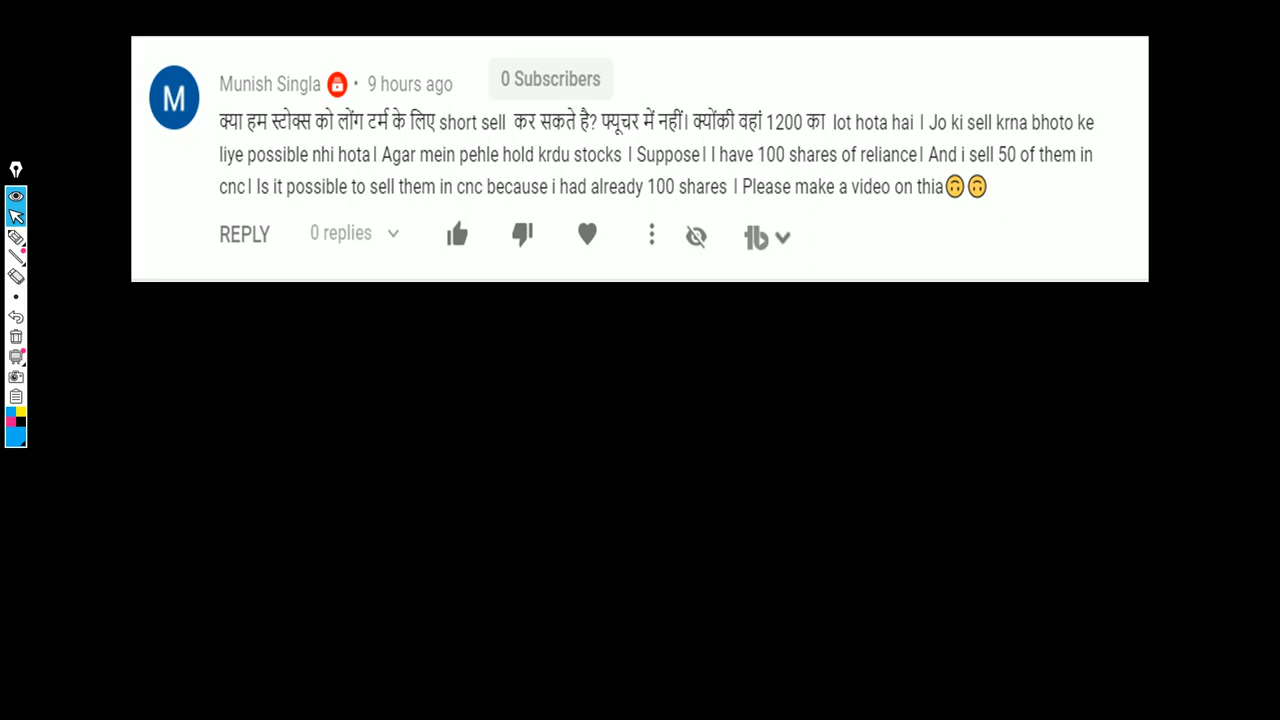 M
Munish Singla • 9 hours ago 0 Subscribers
क्या हम स्टोक्स को लोंग टर्म के लिए short sell कर सकते है? फ्यूचर में नहीं। क्योंकी वहां 1200 का lot hota hai । Jo ki sell krna bhoto ke
liye possible nhi hota। Agar mein pehle hold krdu stocks । Suppose। I have 100 shares of reliance। And i sell 50 of them in
cnc। Is it possible to sell them in cnc because i had already 100 shares । Please make a video on thia🙃🙃
REPLY 0 replies